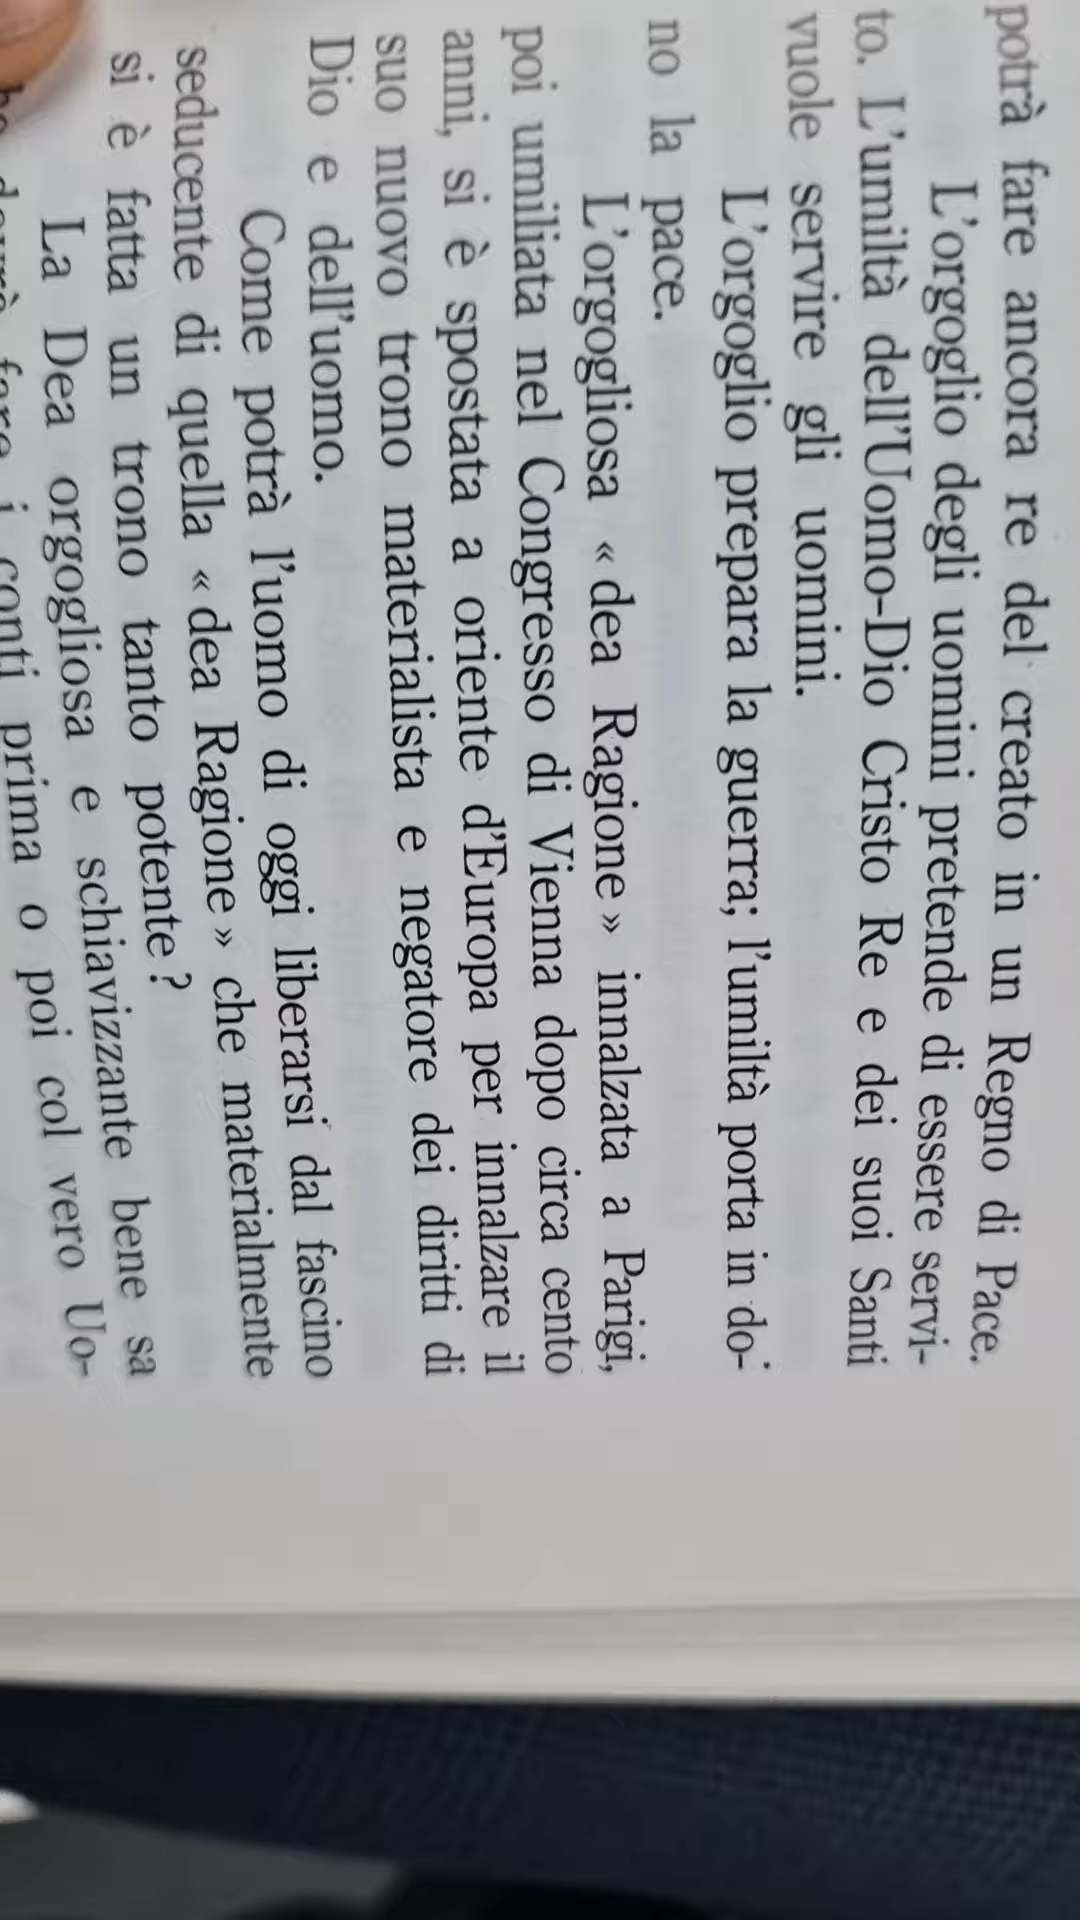 potrà fare ancora re del creato in un Regno di Pace.
L'orgoglio degli uomini pretende di essere servi-
to. L'umiltà dell'Uomo-Dio Cristo Re e dei suoi Santi
vuole servire gli uomini.
L'orgoglio prepara la guerra; l'umiltà porta in do-
no la pace.
L'orgogliosa « dea Ragione » innalzata a Parigi,
poi umiliata nel Congresso di Vienna dopo circa cento
anni, si è spostata a oriente d'Europa per innalzare il
suo nuovo trono materialista e negatore dei diritti di
Dio e dell'uomo.
Come potrà l'uomo di oggi liberarsi dal fascino
seducente di quella « dea Ragione » che materialmente
si è fatta un trono tanto potente ?
La Dea orgogliosa e schiavizzante bene sa
dovrà fare i conti prima o poi col vero Uo-